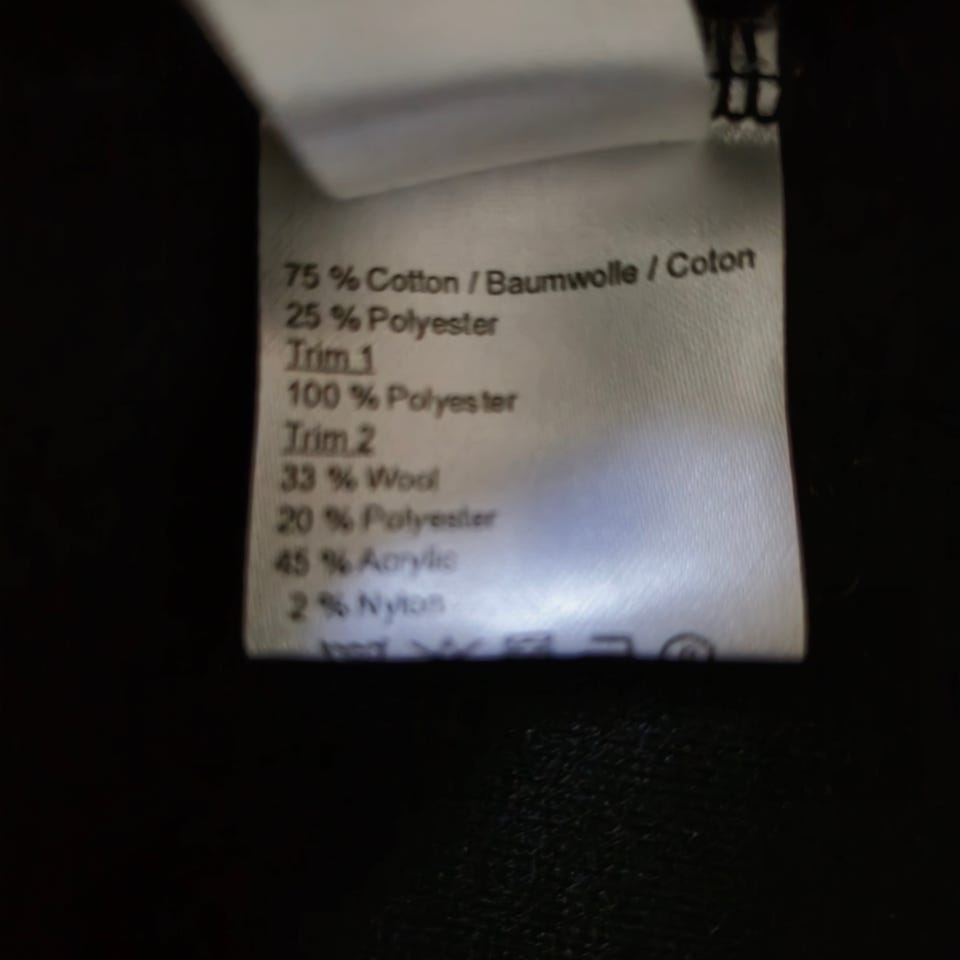 75 % Cotton / Baumwolle / Coton
25 % Polyester
Trim 1
100 % Polyester
Trim 2
33 % Wool
20 % Polyester
45 % Acrylic
2 % Nylon